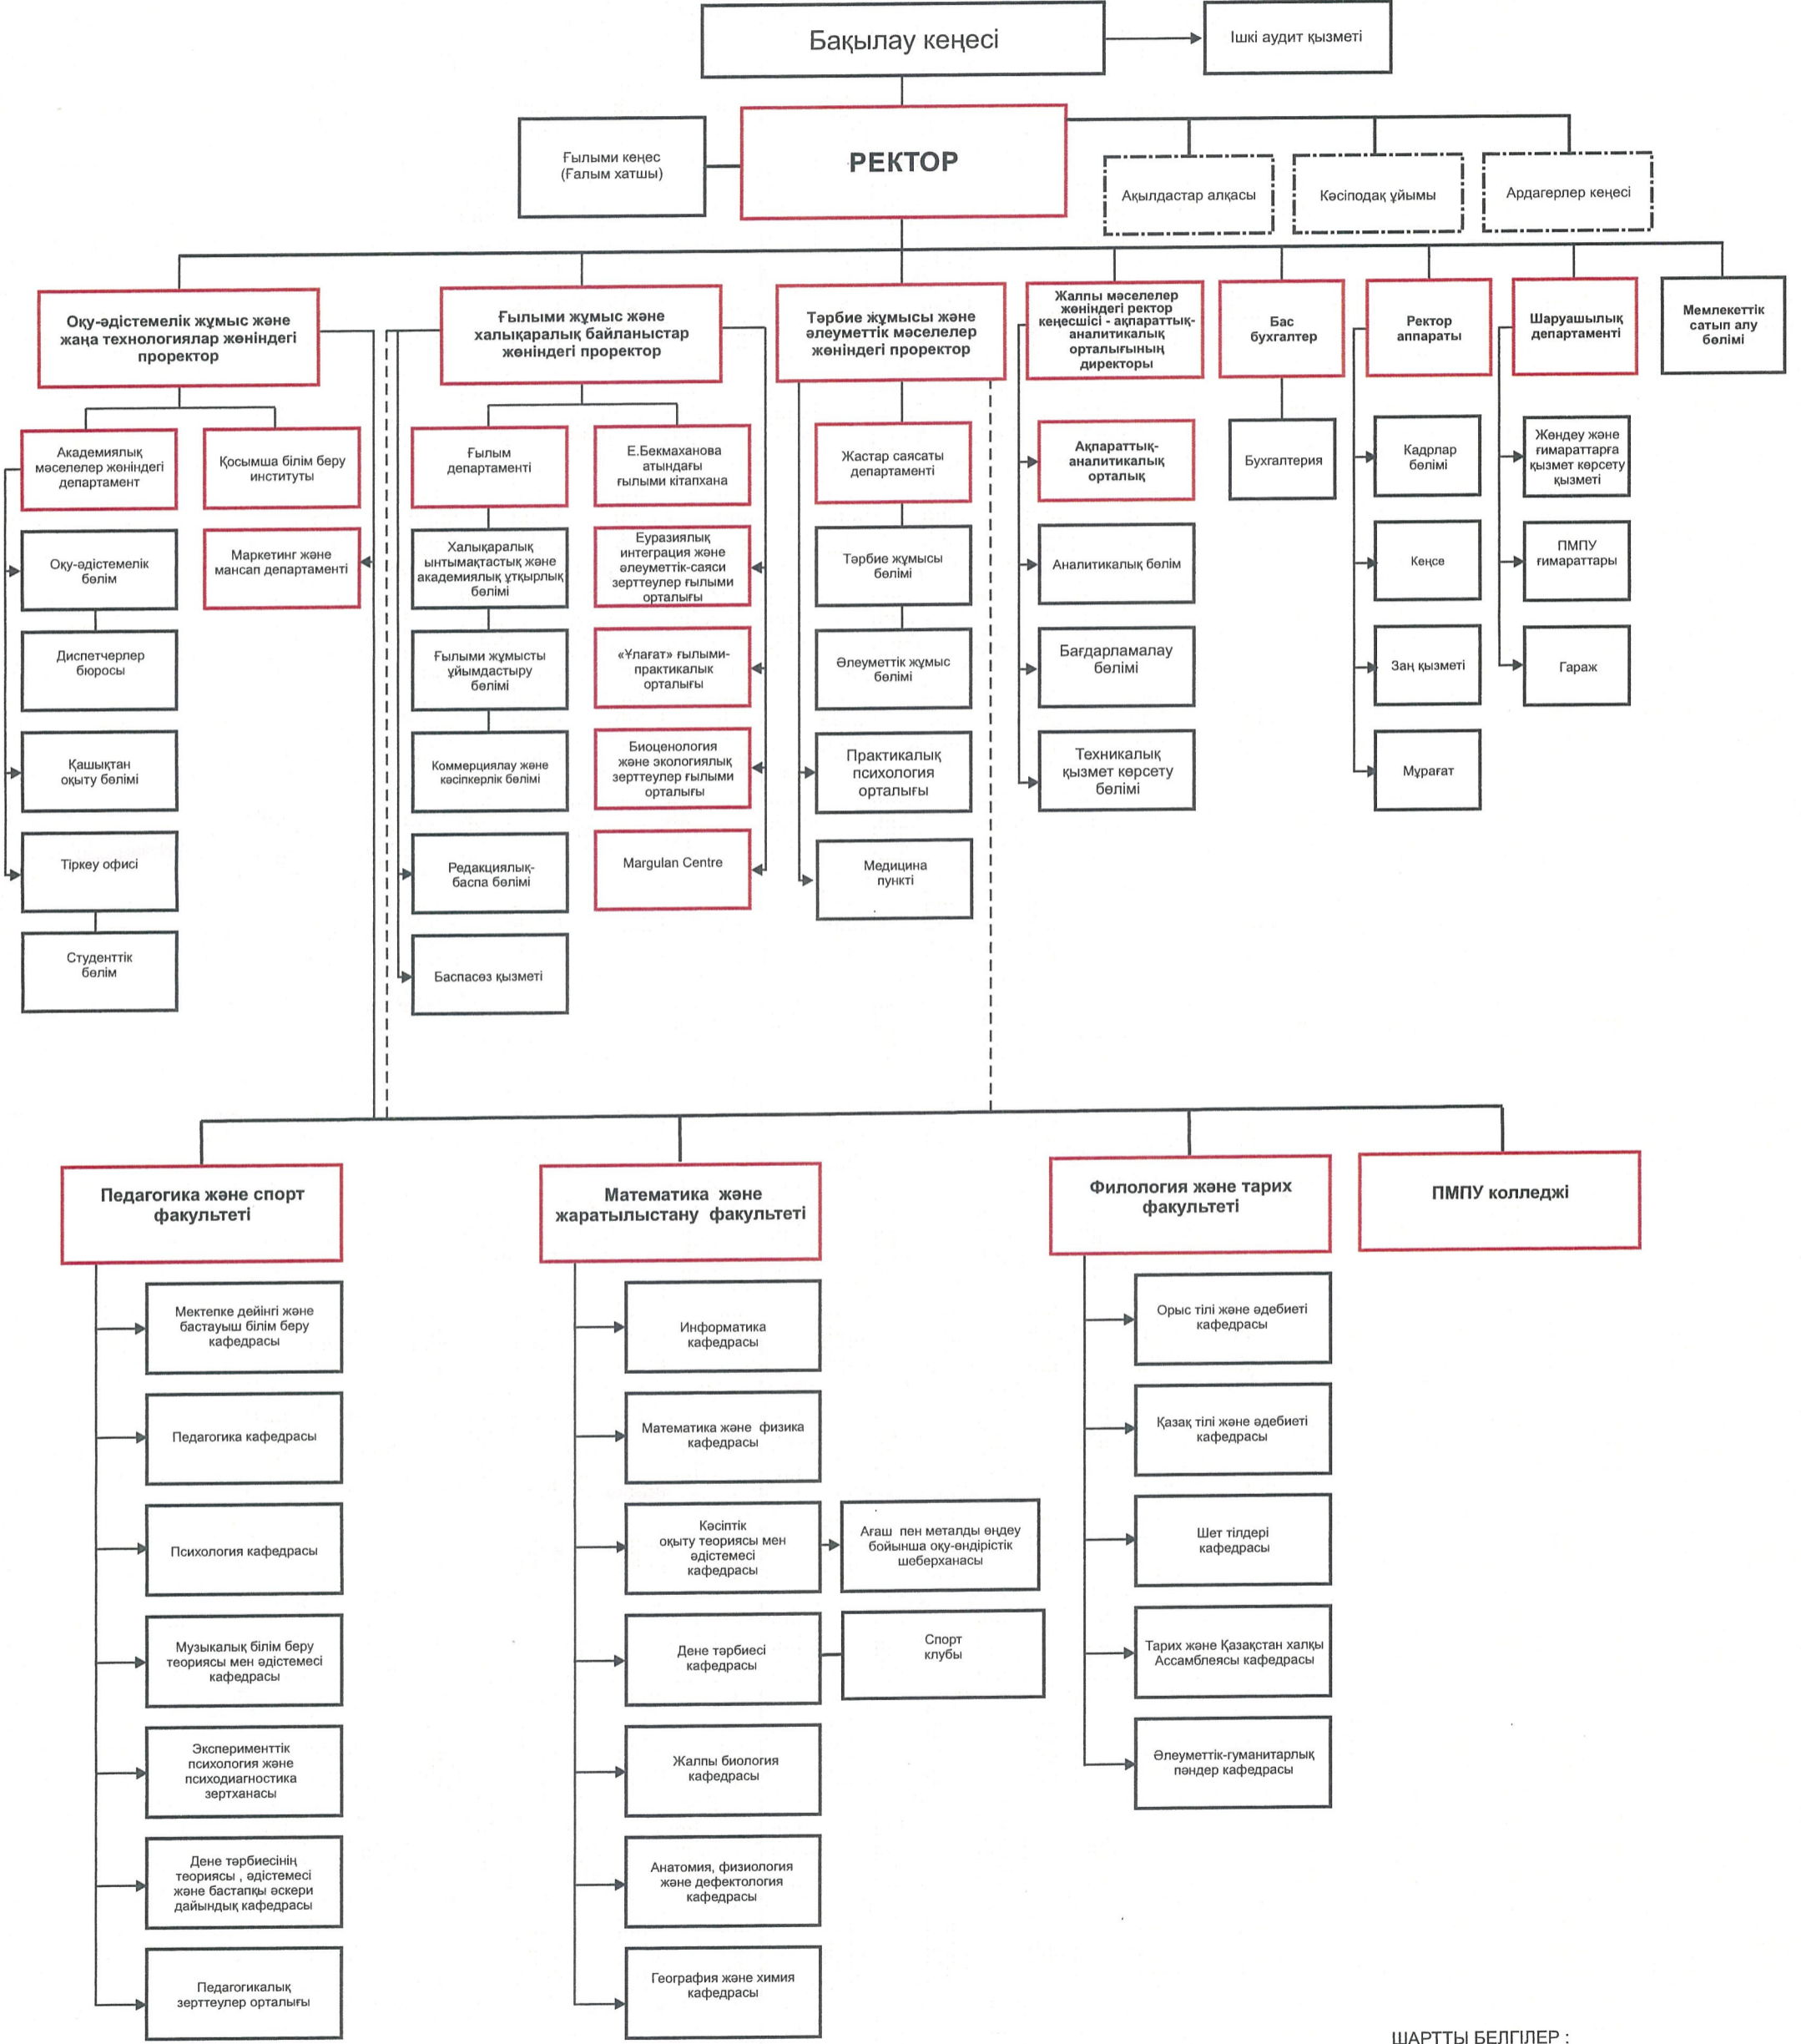 Бақылау кеңесі
Ішкі аудит қызметі
Ғылыми кеңес
(Ғалым хатшы)
РЕКТОР
Ақылдастар алқасы
Кәсіподақ ұйымы
Ардагерлер кеңесі
Оқу-әдістемелік жұмыс және
жаңа технологиялар жөніндегі
проректор
Ғылыми жұмыс және
халықаралық байланыстар
жөніндегі проректор
Тәрбие жұмысы және
әлеуметтік мәселелер
жөніндегі проректор
Жалпы мәселелер
жөніндегі ректор
кеңесшісі - ақпараттық-
аналитикалық
орталығының
директоры
Бас
бухгалтер
Ректор
аппараты
Шаруашылық
департаменті
Мемлекеттік
сатып алу
бөлімі
Академиялық
мәселелер жөніндегі
департамент
Қосымша білім беру
институты
Оқу-әдістемелік
бөлім
Маркетинг және
мансап департаменті
Диспетчерлер
бюросы
Қашықтан
оқыту бөлімі
Тіркеу офисі
Студенттік
бөлім
Ғылым
департаменті
Е.Бекмаханова
атындағы
ғылыми кітапхана
Халықаралық
ынтымақтастық және
академиялық ұтқырлық
бөлімі
Еуразиялық
интеграция және
әлеуметтік-саяси
зерттеулер ғылыми
орталығы
Ғылыми жұмысты
ұйымдастыру
бөлімі
«Ұлағат» ғылыми-
практикалык
орталығы
Коммерциялау және
кәсіпкерлік бөлімі
Биоценология
және экологиялық
зерттеулер ғылыми
орталығы
Редакциялық-
баспа бөлімі
Margulan Centre
Баспасөз қызметі
Жастар саясаты
департаменті
Тәрбие жұмысы
бөлімі
Әлеуметтік жұмыс
бөлімі
Практикалық
психология
орталығы
Медицина
пункті
Ақпараттық-
аналитикалық
орталық
Аналитикалық бөлім
Бағдарламалау
бөлімі
Техникалық
қызмет көрсету
бөлімі
Бухгалтерия
Кадрлар
бөлімі
Кеңсе
Заң қызметі
Мұрағат
Жөндеу және
ғимараттарға
қызмет көрсету
қызметі
ПМПУ
ғимараттары
Гараж
Педагогика және спорт
факультеті
Математика және
жаратылыстану факультеті
Филология және тарих
факультеті
ПМПУ колледжі
Мектепке дейінгі және
бастауыш білім беру
кафедрасы
Педагогика кафедрасы
Психология кафедрасы
Музыкалық білім беру
теориясы мен әдістемесі
кафедрасы
Эксперименттік
психология және
психодиагностика
зертханасы
Дене тәрбиесінің
теориясы , әдістемесі
және бастапқы әскери
дайындық кафедрасы
Педагогикалық
зерттеулер орталығы
Информатика
кафедрасы
Математика және физика
кафедрасы
Кәсіптік
оқыту теориясы мен
әдістемесі
кафедрасы
Ағаш пен металды өңдеу
бойынша оқу-өндірістік
шеберханасы
Дене тәрбиесі
кафедрасы
Спорт
клубы
Жалпы биология
кафедрасы
Анатомия, физиология
және дефектология
кафедрасы
География және химия
кафедрасы
Орыс тілі және әдебиеті
кафедрасы
Қазақ тілі және әдебиеті
кафедрасы
Шет тілдері
кафедрасы
Тарих және Қазақстан халқы
Ассамблеясы кафедрасы
Әлеуметтік-гуманитарлық
пәндер кафедрасы
ШАРТТЫ БЕЛГІЛЕР :